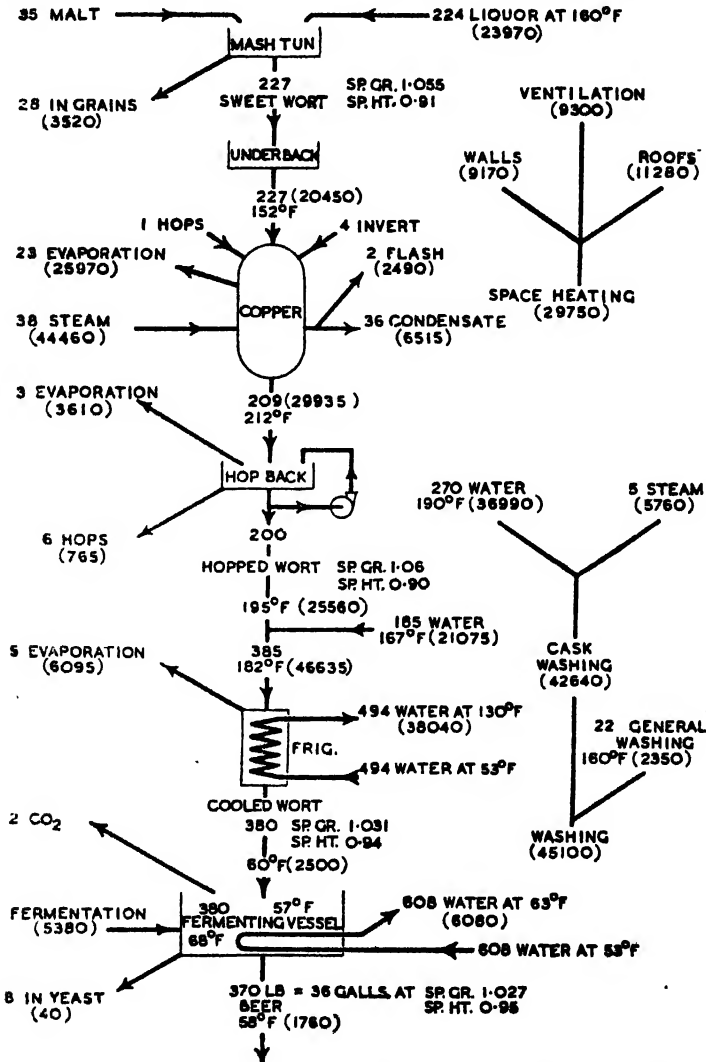 35 MALT
224 LIQUOR AT 160°F
(23970)
MASH TUN
28 IN GRAINS
(3520)
227
SWEET WORT
SP. GR. 1·055
SP. HT. 0·91
UNDERBACK
227 (20450)
152°F
1 HOPS
4 INVERT
23 EVAPORATION
(25970)
2 FLASH
(2490)
COPPER
38 STEAM
(44460)
36 CONDENSATE
(6515)
209 (29935)
212°F
3 EVAPORATION
(3610)
HOP BACK
6 HOPS
(765)
200
HOPPED WORT
SP. GR. 1·06
SP. HT. 0·90
195°F (25560)
185 WATER
167°F (21075)
385
182°F (46635)
5 EVAPORATION
(6095)
494 WATER AT 130°F
(38040)
FRIG.
494 WATER AT 53°F
COOLED WORT
380 SP. GR. 1·031
SP. HT. 0·94
60°F (2500)
2 CO2
380
57°F
FERMENTING VESSEL
68°F
FERMENTATION
(5380)
608 WATER AT 63°F
(6080)
608 WATER AT 53°F
8 IN YEAST
(40)
370 LB = 36 GALLS. AT SP. GR. 1·027
BEER SP. HT. 0·95
58°F (1760)
VENTILATION
(9300)
WALLS
(9170)
ROOFS
(11280)
SPACE HEATING
(29750)
270 WATER
190°F (36990)
5 STEAM
(5760)
CASK
WASHING
(42640)
22 GENERAL
WASHING
160°F (2350)
WASHING
(45100)